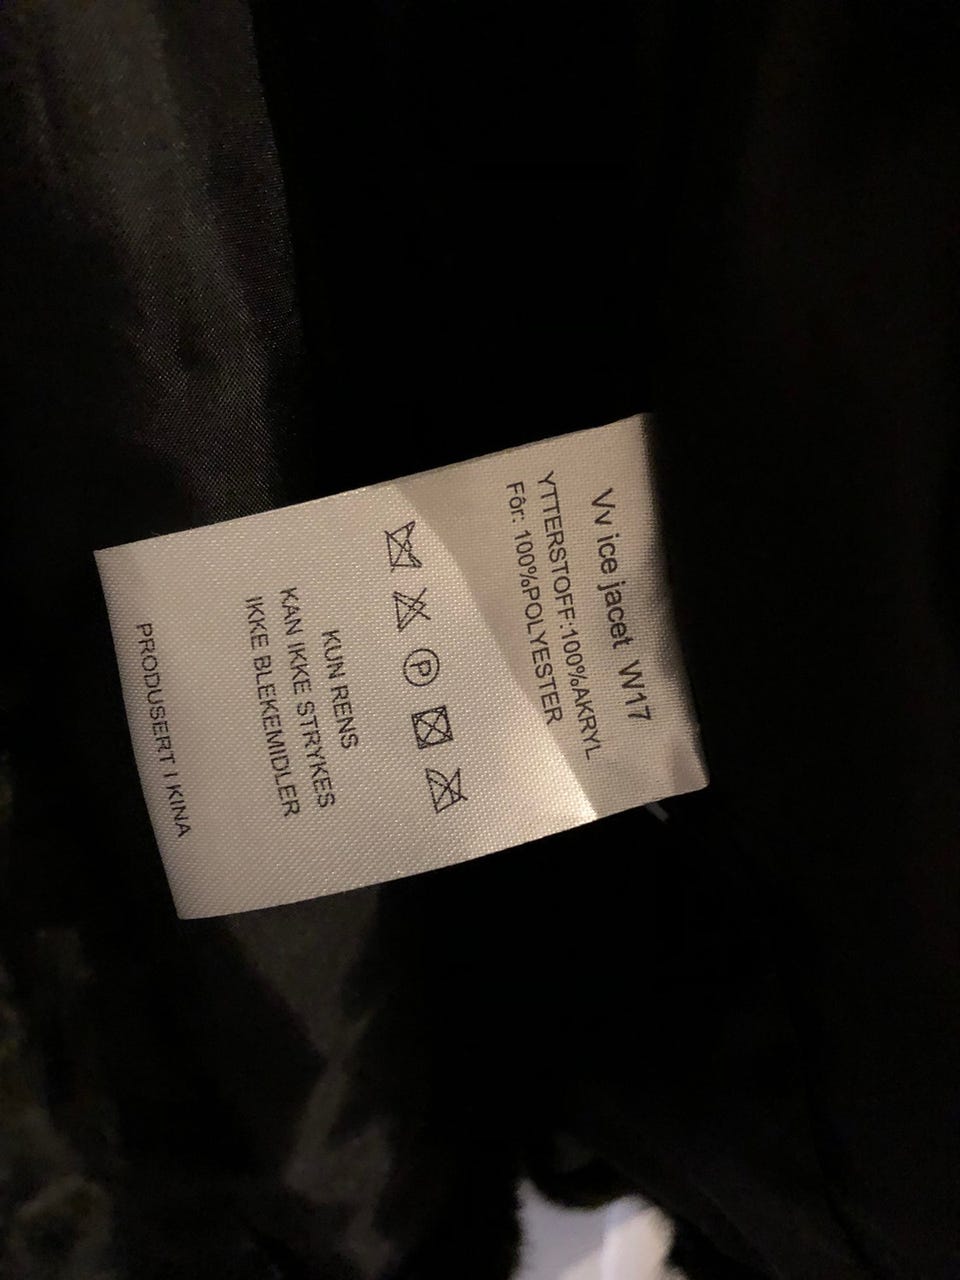 Vv ice jacet W17
YTTERSTOFF:100%AKRYL
Fôr: 100%POLYESTER
P
KUN RENS
KAN IKKE STRYKES
IKKE BLEKEMIDLER
PRODUSERT I KINA